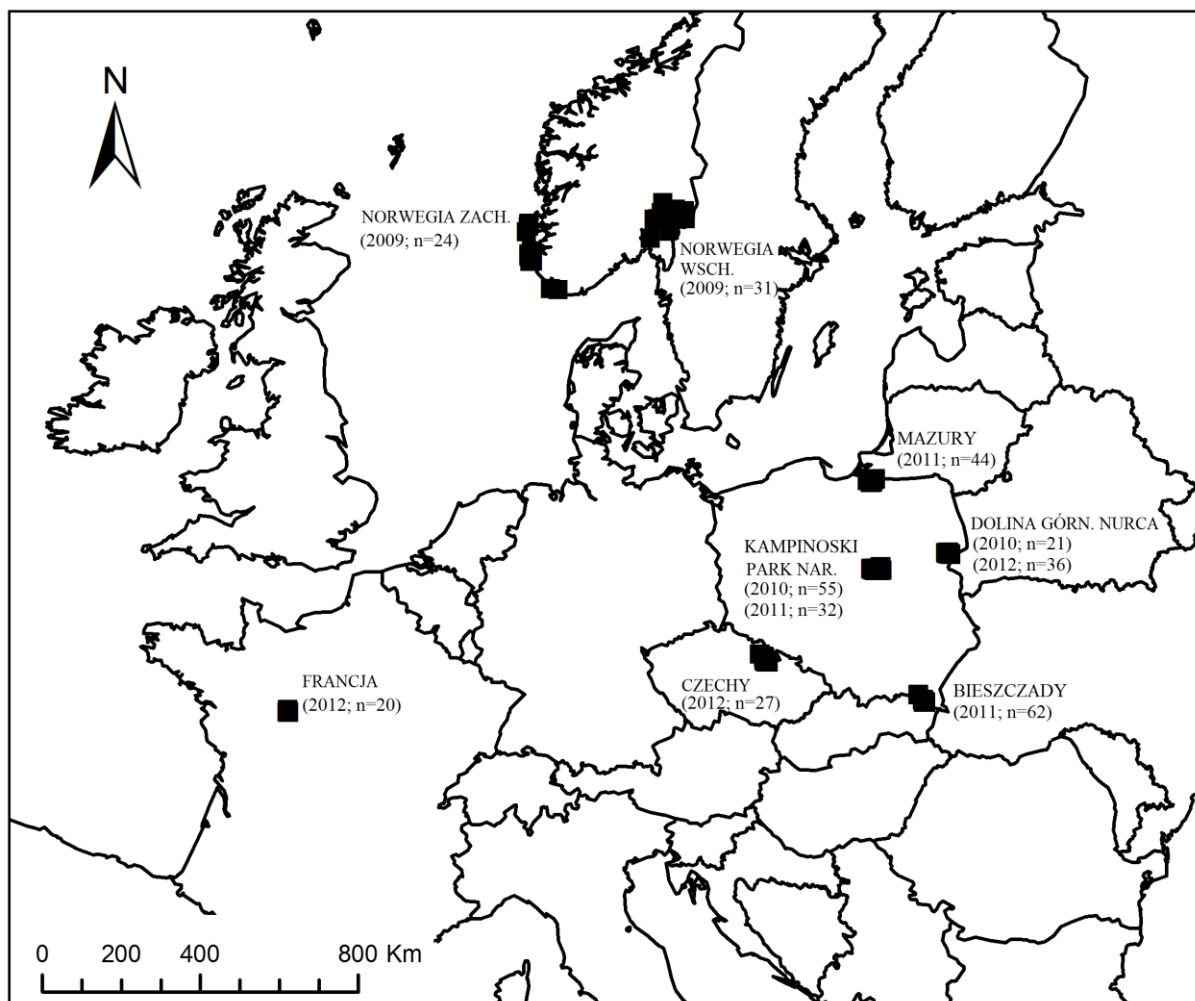 N
NORWEGIA ZACH.
(2009; n=24)
NORWEGIA
WSCH.
(2009; n=31)
MAZURY
(2011; n=44)
DOLINA GÓRN. NURCA
(2010; n=21)
(2012; n=36)
KAMPINOSKI
PARK NAR.
(2010; n=55)
(2011; n=32)
CZECHY
(2012; n=27)
BIESZCZADY
(2011; n=62)
FRANCJA
(2012; n=20)
0 200 400 800 Km